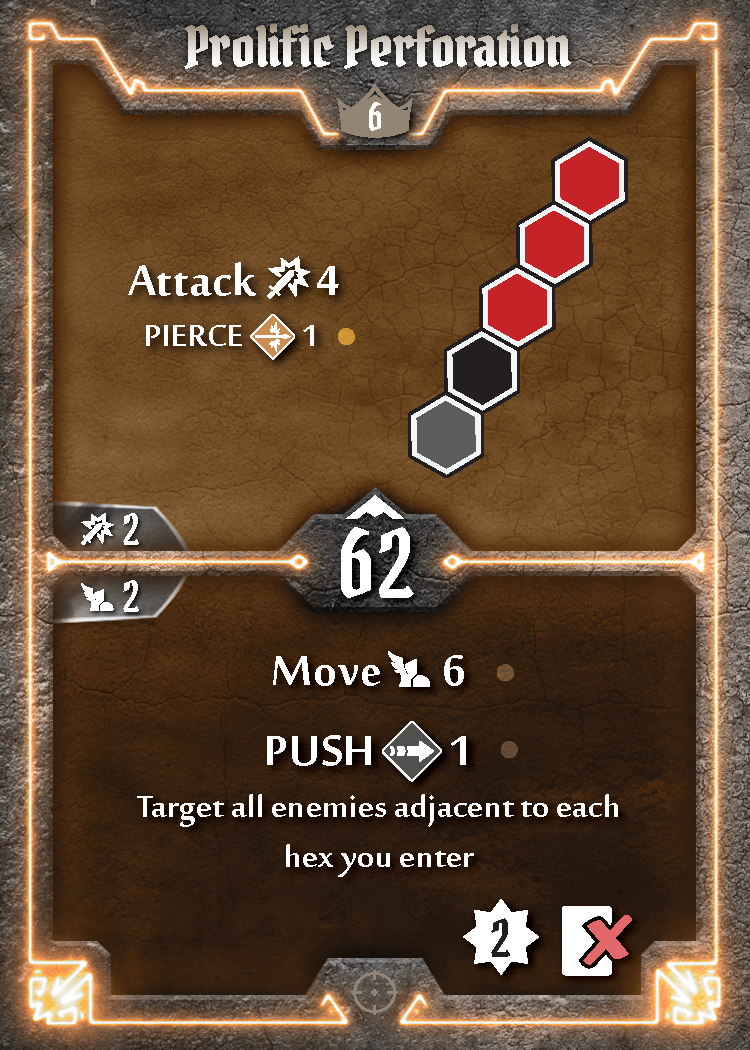 Prolific Perforation
6
Attack 4
PIERCE 1
2
62
2
Move 6
PUSH 1
Target all enemies adjacent to each
hex you enter
2